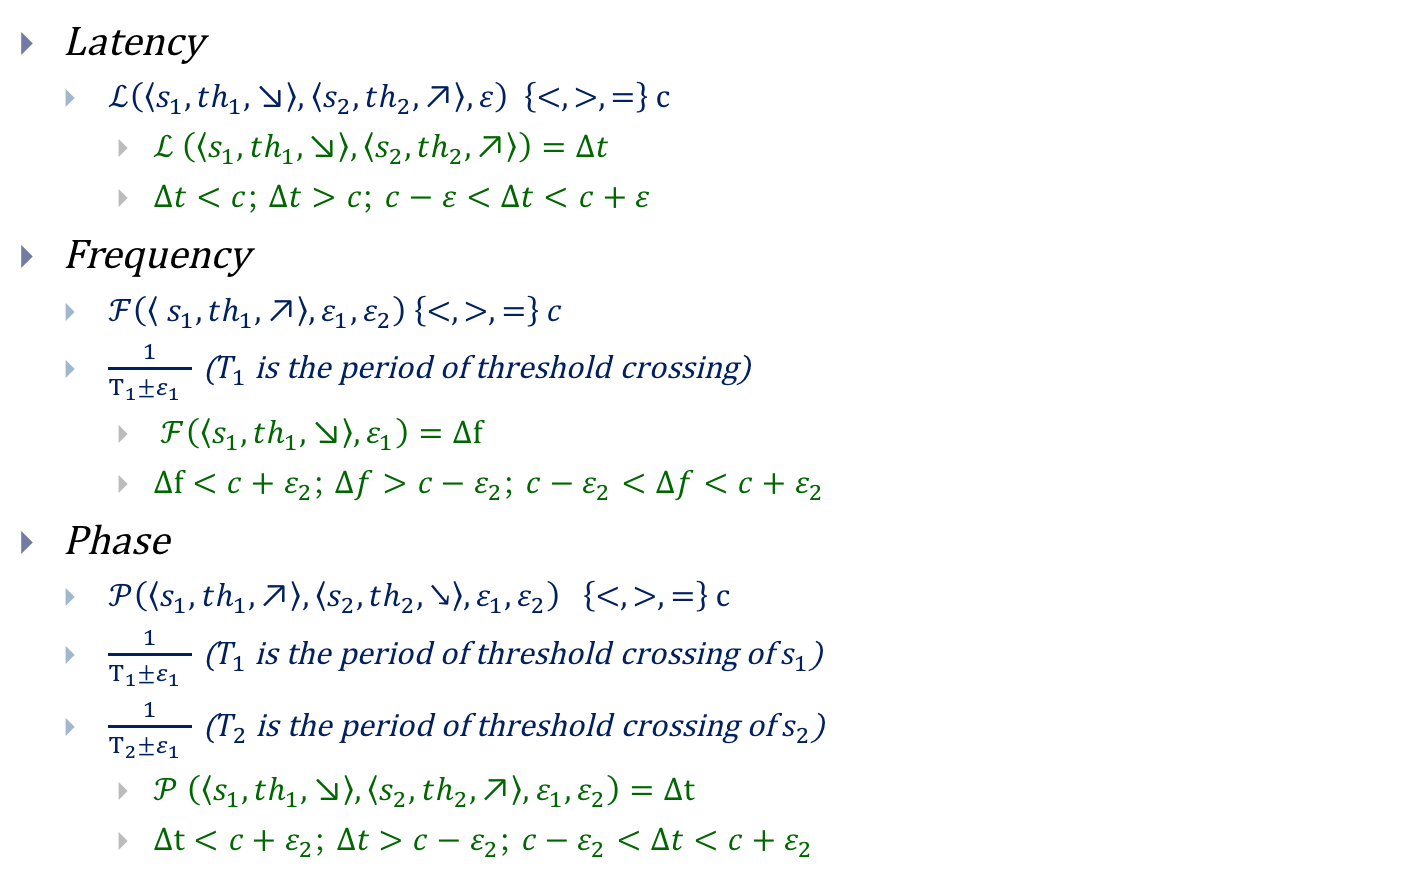 Latency
ℒ(⟨s₁, th₁, ↘⟩, ⟨s₂, th₂, ↗⟩, ε) {<, >, =} c
ℒ (⟨s₁, th₁, ↘⟩, ⟨s₂, th₂, ↗⟩) = Δt
Δt < c; Δt > c; c − ε < Δt < c + ε
Frequency
ℱ(⟨ s₁, th₁, ↗⟩, ε₁, ε₂) {<, >, =} c
1/(T₁±ε₁) (T₁ is the period of threshold crossing)
ℱ(⟨s₁, th₁, ↘⟩, ε₁) = Δf
Δf < c + ε₂; Δf > c − ε₂; c − ε₂ < Δf < c + ε₂
Phase
𝒫(⟨s₁, th₁, ↗⟩, ⟨s₂, th₂, ↘⟩, ε₁, ε₂) {<, >, =} c
1/(T₁±ε₁) (T₁ is the period of threshold crossing of s₁)
1/(T₂±ε₁) (T₂ is the period of threshold crossing of s₂)
𝒫 (⟨s₁, th₁, ↘⟩, ⟨s₂, th₂, ↗⟩, ε₁, ε₂) = Δt
Δt < c + ε₂; Δt > c − ε₂; c − ε₂ < Δt < c + ε₂